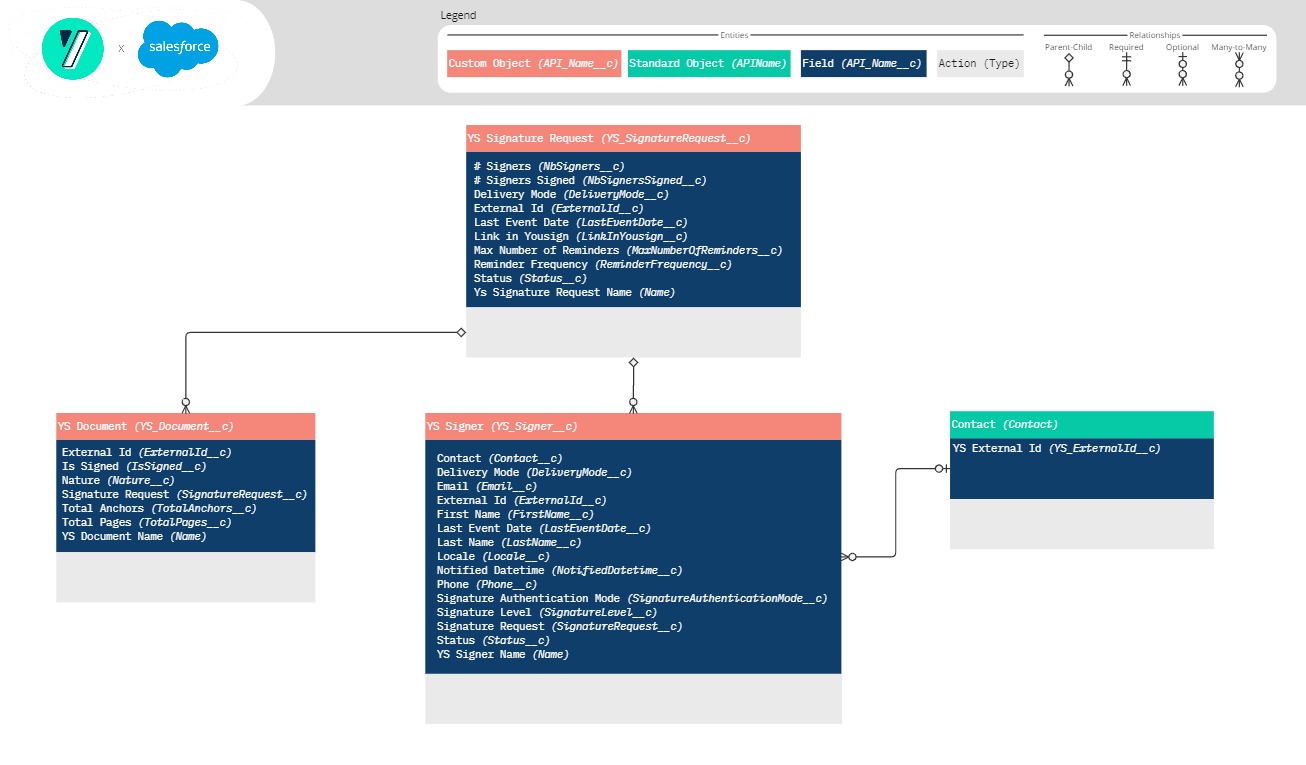 Legend
Entities
Relationships
x
salesforce
Custom Object (API_Name__c)
Standard Object (APIName)
Field (API_Name__c)
Action (Type)
Parent-Child
Required
Optional
Many-to-Many
YS Signature Request (YS_SignatureRequest__c)
# Signers (NbSigners__c)
# Signers Signed (NbSignersSigned__c)
Delivery Mode (DeliveryMode__c)
External Id (ExternalId__c)
Last Event Date (LastEventDate__c)
Link in Yousign (LinkInYousign__c)
Max Number of Reminders (MaxNumberOfReminders__c)
Reminder Frequency (ReminderFrequency__c)
Status (Status__c)
Ys Signature Request Name (Name)
YS Document (YS_Document__c)
External Id (ExternalId__c)
Is Signed (IsSigned__c)
Nature (Nature__c)
Signature Request (SignatureRequest__c)
Total Anchors (TotalAnchors__c)
Total Pages (TotalPages__c)
YS Document Name (Name)
YS Signer (YS_Signer__c)
Contact (Contact__c)
Delivery Mode (DeliveryMode__c)
Email (Email__c)
External Id (ExternalId__c)
First Name (FirstName__c)
Last Event Date (LastEventDate__c)
Last Name (LastName__c)
Locale (Locale__c)
Notified Datetime (NotifiedDatetime__c)
Phone (Phone__c)
Signature Authentication Mode (SignatureAuthenticationMode__c)
Signature Level (SignatureLevel__c)
Signature Request (SignatureRequest__c)
Status (Status__c)
YS Signer Name (Name)
Contact (Contact)
YS External Id (YS_ExternalId__c)